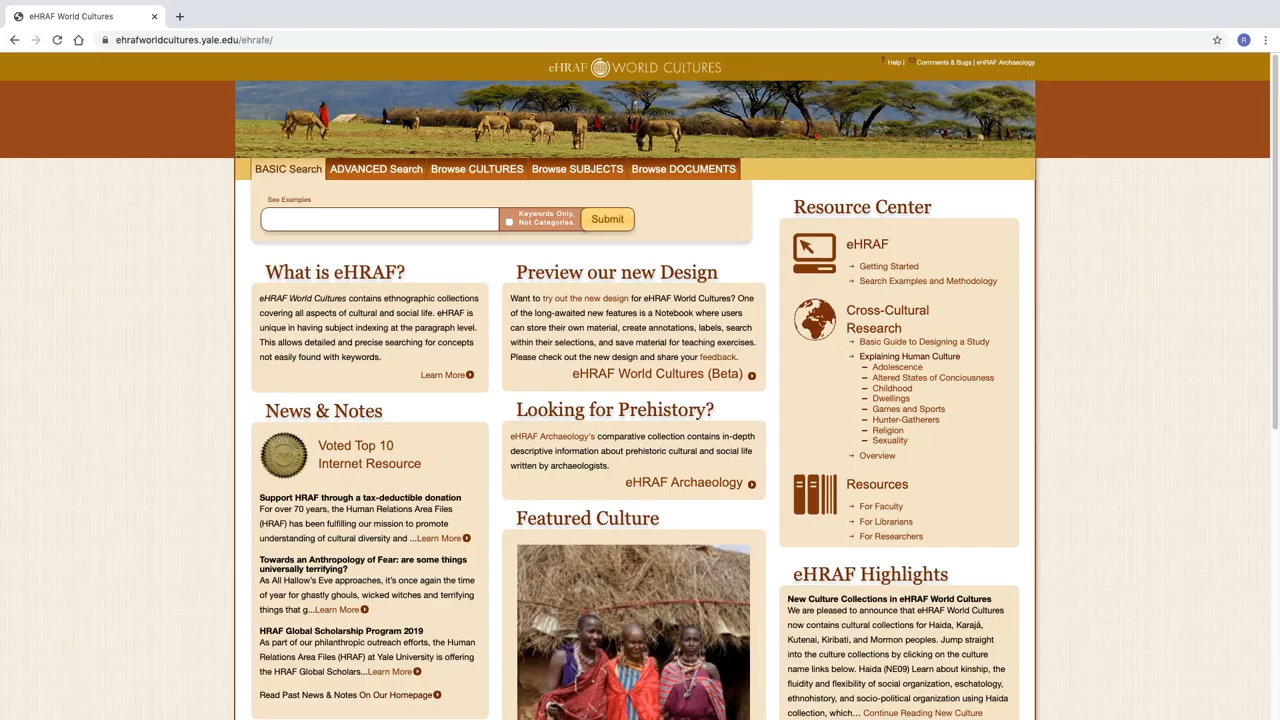 eHRAF World Cultures
ehrafworldcultures.yale.edu/ehrafe/
R
eHRAF WORLD CULTURES
? Help | Comments & Bugs | eHRAF Archaeology
BASIC Search ADVANCED Search Browse CULTURES Browse SUBJECTS Browse DOCUMENTS
See Examples
Keywords Only,
Not Categories.
Submit
What is eHRAF?
eHRAF World Cultures contains ethnographic collections
covering all aspects of cultural and social life. eHRAF is
unique in having subject indexing at the paragraph level.
This allows detailed and precise searching for concepts
not easily found with keywords.
Learn More
News & Notes
Voted Top 10
Internet Resource
Support HRAF through a tax-deductible donation
For over 70 years, the Human Relations Area Files
(HRAF) has been fulfilling our mission to promote
understanding of cultural diversity and ...Learn More
Towards an Anthropology of Fear: are some things
universally terrifying?
As All Hallow's Eve approaches, it's once again the time
of year for ghastly ghouls, wicked witches and terrifying
things that g...Learn More
HRAF Global Scholarship Program 2019
As part of our philanthropic outreach efforts, the Human
Relations Area Files (HRAF) at Yale University is offering
the HRAF Global Scholars...Learn More
Read Past News & Notes On Our Homepage
Preview our new Design
Want to try out the new design for eHRAF World Cultures? One
of the long-awaited new features is a Notebook where users
can store their own material, create annotations, labels, search
within their selections, and save material for teaching exercises.
Please check out the new design and share your feedback.
eHRAF World Cultures (Beta)
Looking for Prehistory?
eHRAF Archaeology's comparative collection contains in-depth
descriptive information about prehistoric cultural and social life
written by archaeologists.
eHRAF Archaeology
Featured Culture
Resource Center
eHRAF
Getting Started
Search Examples and Methodology
Cross-Cultural
Research
Basic Guide to Designing a Study
Explaining Human Culture
Adolescence
Altered States of Conciousness
Childhood
Dwellings
Games and Sports
Hunter-Gatherers
Religion
Sexuality
Overview
Resources
For Faculty
For Librarians
For Researchers
eHRAF Highlights
New Culture Collections in eHRAF World Cultures
We are pleased to announce that eHRAF World Cultures
now contains cultural collections for Haida, Karajá,
Kutenai, Kiribati, and Mormon peoples. Jump straight
into the culture collections by clicking on the culture
name links below. Haida (NE09) Learn about kinship, the
fluidity and flexibility of social organization, eschatology,
ethnohistory, and socio-political organization using Haida
collection, which… Continue Reading New Culture